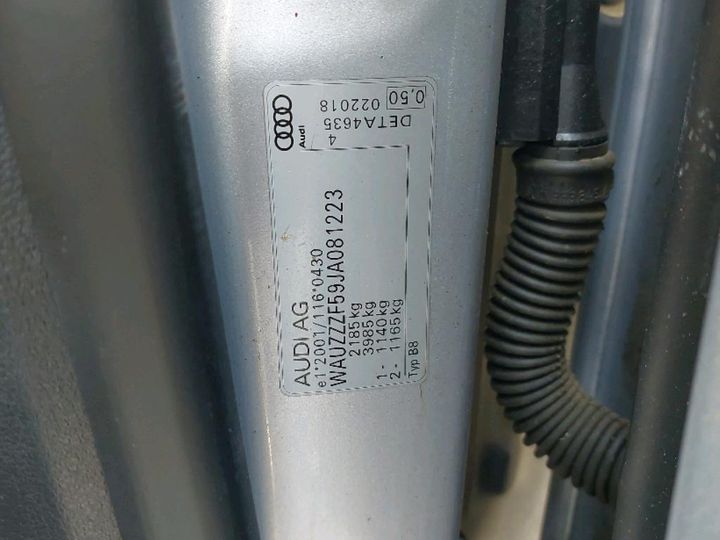 AUDI AG
e1*2001/116*0430
WAUZZZF59JA081223
2185kg
3985kg
1- 1140kg
2- 1165kg
Typ B8
Audi
DETA4635
4
0,50
022018